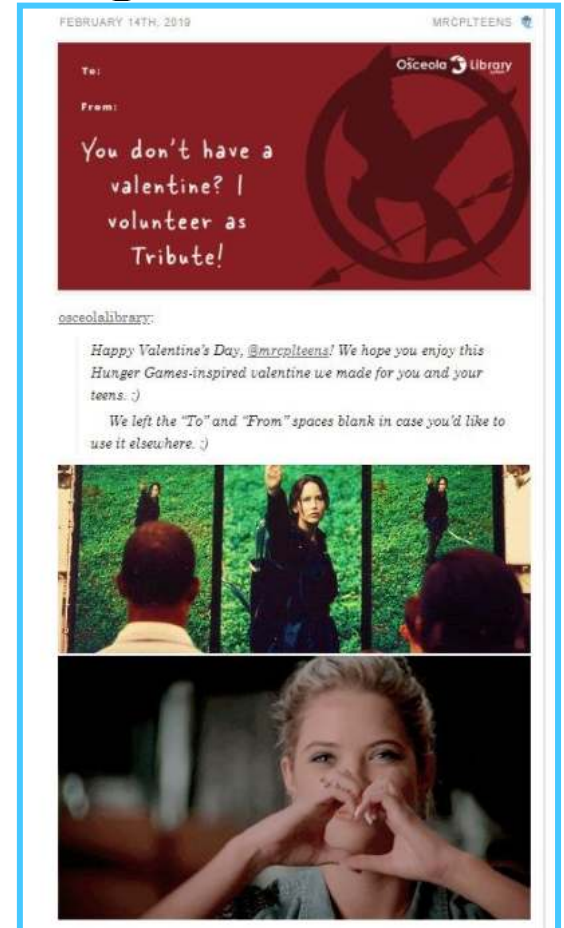 FEBRUARY 14TH, 2019 MRCPLTEENS
To:
Osceola Library
From:
You don't have a
valentine? I
volunteer as
Tribute!
osceolalibrary:
Happy Valentine's Day, @mrcplteens! We hope you enjoy this
Hunger Games-inspired valentine we made for you and your
teens. ;)
We left the "To" and "From" spaces blank in case you'd like to
use it elsewhere. ;)